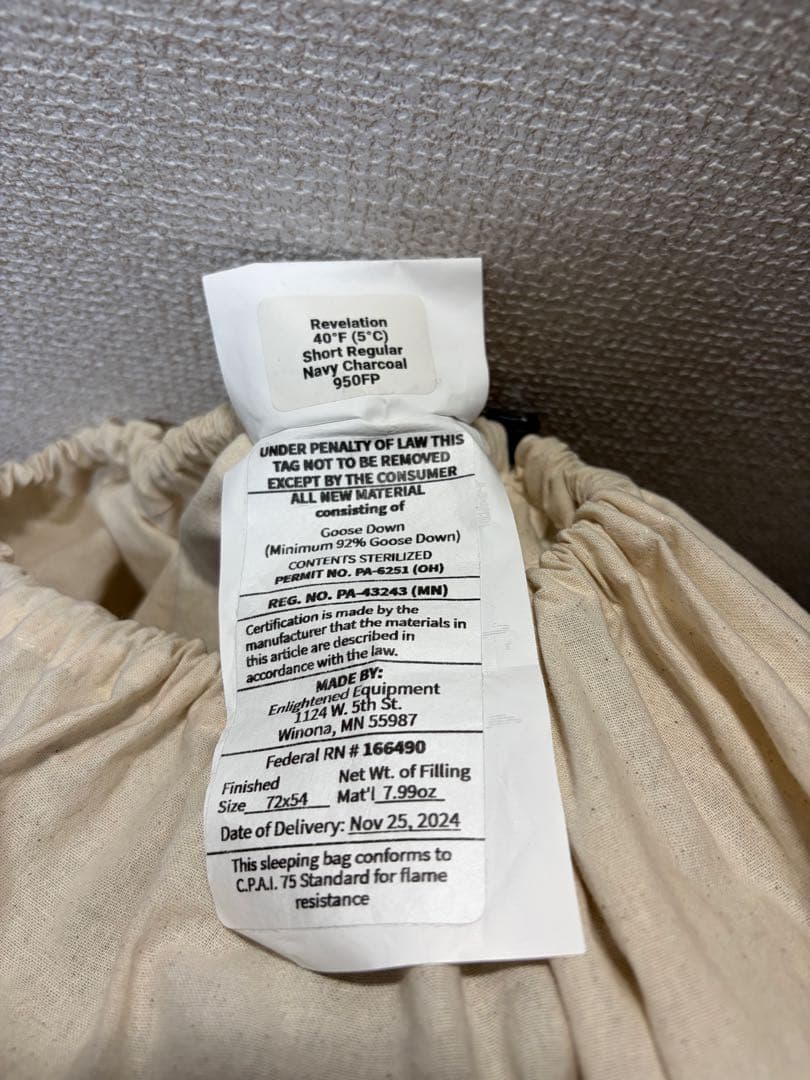 Revelation
40°F (5°C)
Short Regular
Navy Charcoal
950FP
UNDER PENALTY OF LAW THIS
TAG NOT TO BE REMOVED
EXCEPT BY THE CONSUMER
ALL NEW MATERIAL
consisting of
Goose Down
(Minimum 92% Goose Down)
CONTENTS STERILIZED
PERMIT NO. PA-6251 (OH)
REG. NO. PA-43243 (MN)
Certification is made by the
manufacturer that the materials in
this article are described in
accordance with the law.
MADE BY:
Enlightened Equipment
1124 W. 5th St.
Winona, MN 55987
Federal RN # 166490
Finished Net Wt. of Filling
Size 72x54 Mat'l 7.99oz
Date of Delivery: Nov 25, 2024
This sleeping bag conforms to
C.P.A.I. 75 Standard for flame
resistance